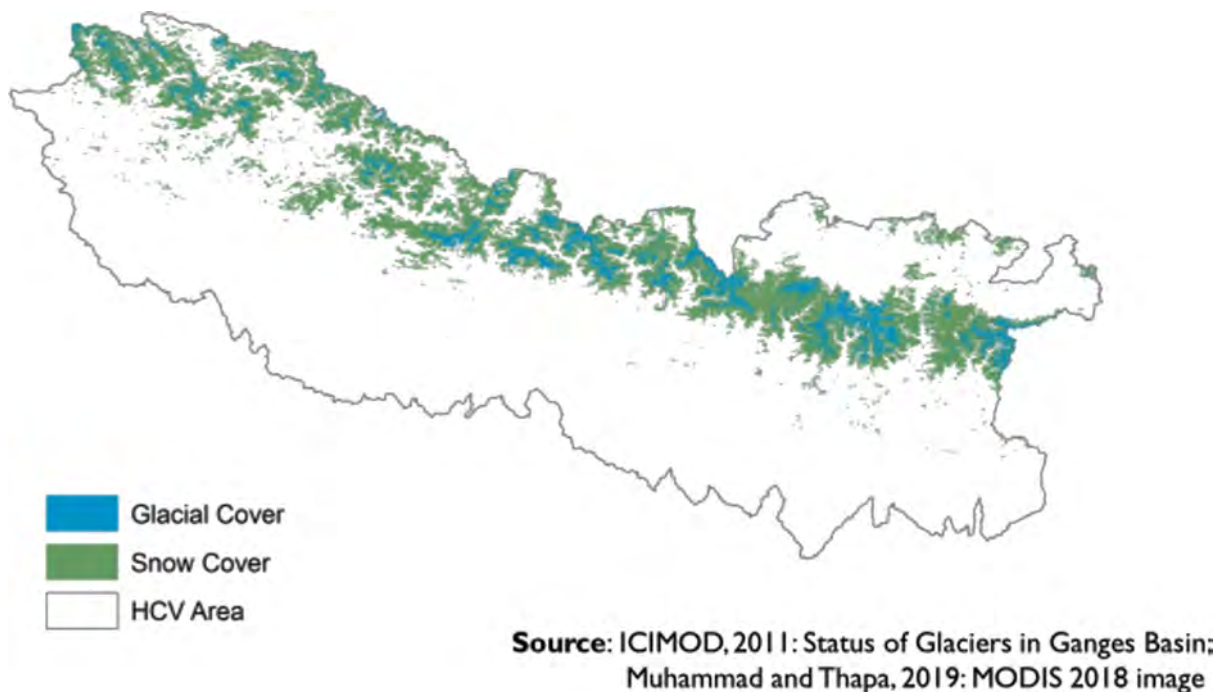 Glacial Cover
Snow Cover
HCV Area
Source: ICIMOD, 2011: Status of Glaciers in Ganges Basin;
Muhammad and Thapa, 2019: MODIS 2018 image